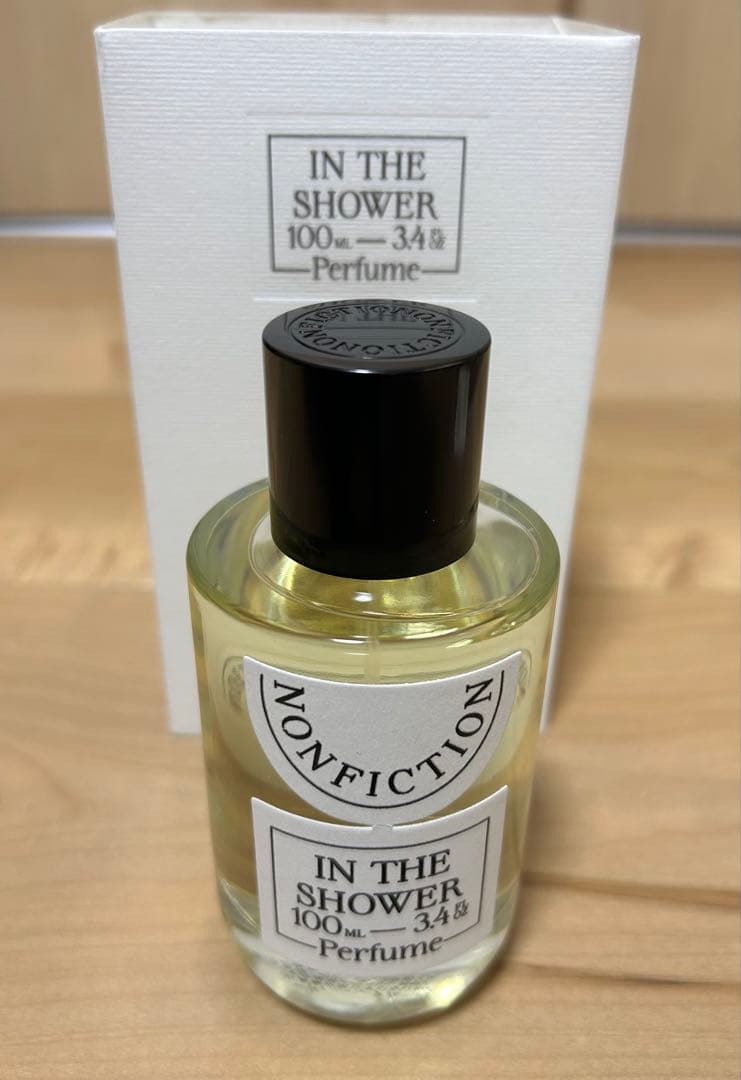 IN THE
SHOWER
100ML — 3.4 FL OZ
Perfume
NONFICTION NONFICTION
NONFICTION
IN THE
SHOWER
100ML — 3.4 FL OZ
Perfume